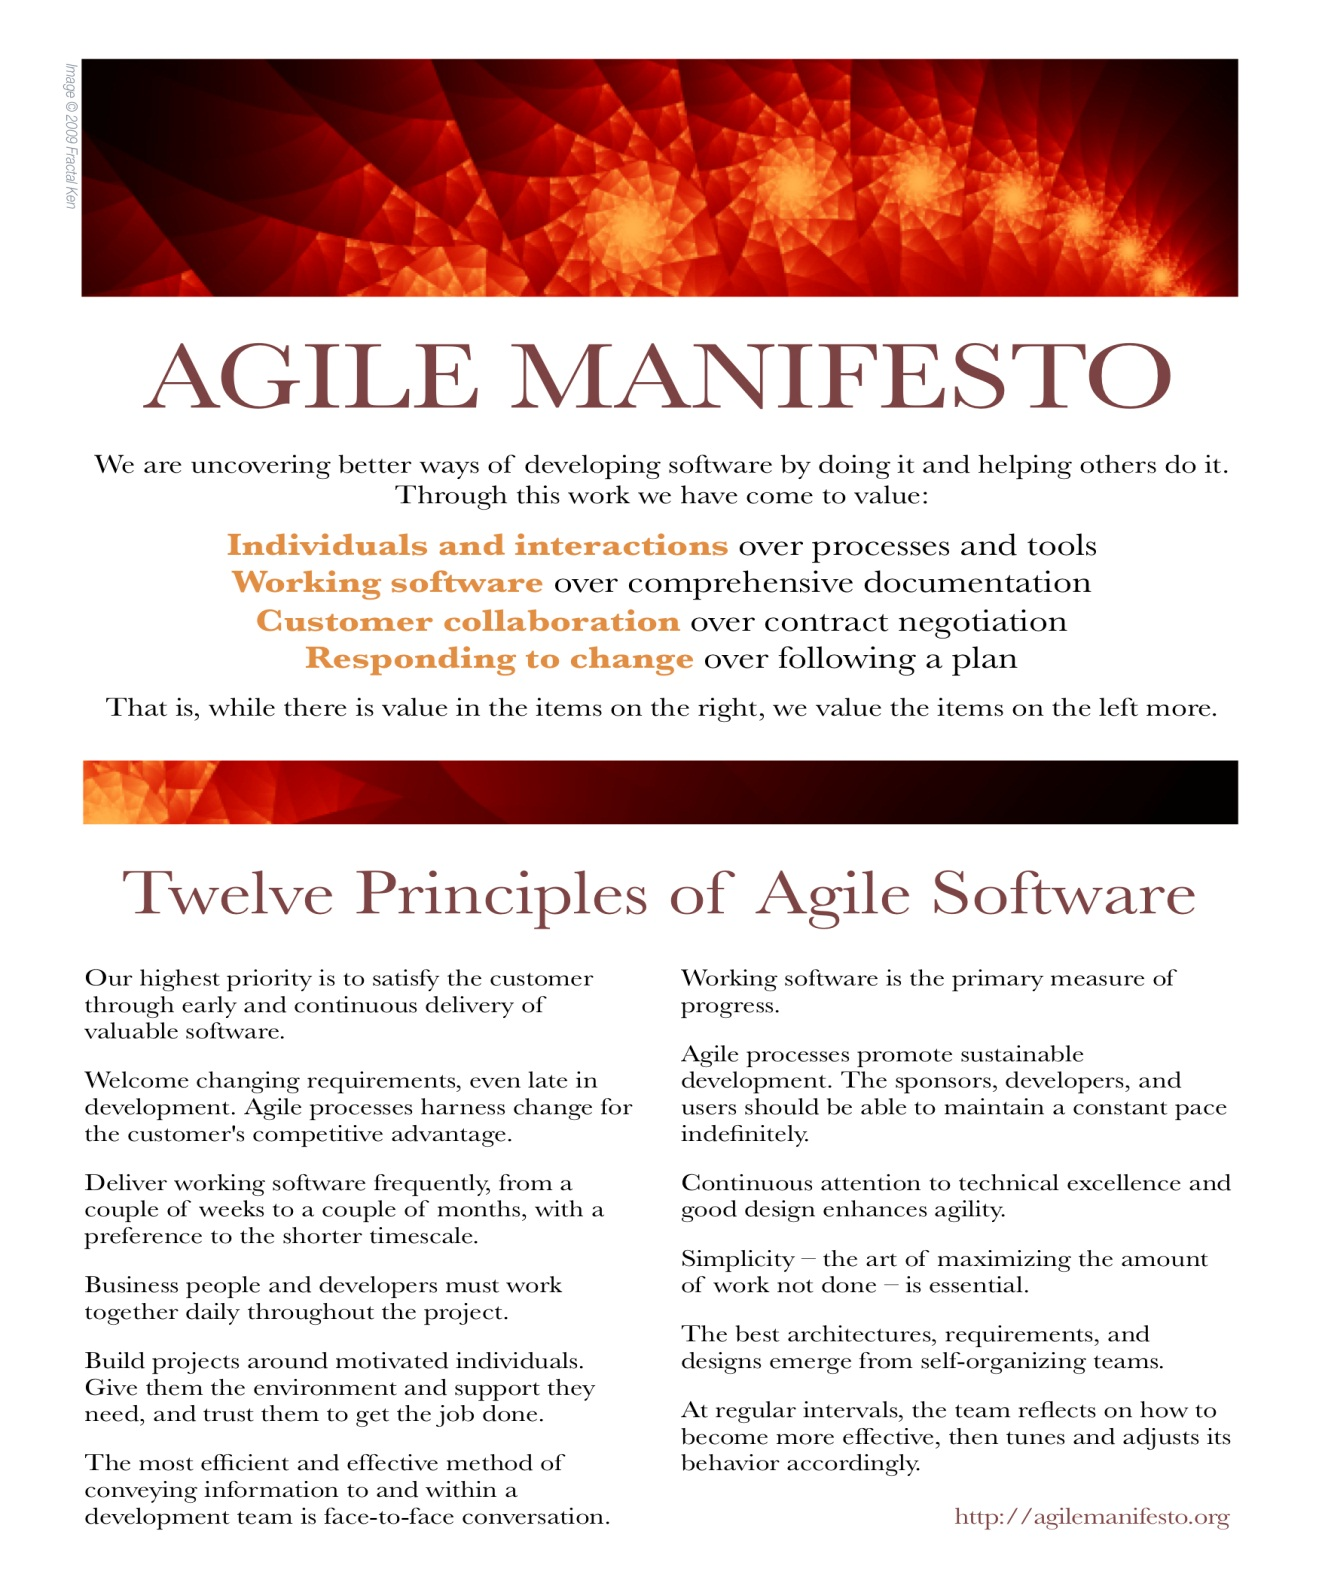 Image © 2009 Fractal Ken
AGILE MANIFESTO
We are uncovering better ways of developing software by doing it and helping others do it.
Through this work we have come to value:
Individuals and interactions over processes and tools
Working software over comprehensive documentation
Customer collaboration over contract negotiation
Responding to change over following a plan
That is, while there is value in the items on the right, we value the items on the left more.
Twelve Principles of Agile Software
Our highest priority is to satisfy the customer
through early and continuous delivery of
valuable software.
Welcome changing requirements, even late in
development. Agile processes harness change for
the customer's competitive advantage.
Deliver working software frequently, from a
couple of weeks to a couple of months, with a
preference to the shorter timescale.
Business people and developers must work
together daily throughout the project.
Build projects around motivated individuals.
Give them the environment and support they
need, and trust them to get the job done.
The most efficient and effective method of
conveying information to and within a
development team is face-to-face conversation.
Working software is the primary measure of
progress.
Agile processes promote sustainable
development. The sponsors, developers, and
users should be able to maintain a constant pace
indefinitely.
Continuous attention to technical excellence and
good design enhances agility.
Simplicity – the art of maximizing the amount
of work not done – is essential.
The best architectures, requirements, and
designs emerge from self-organizing teams.
At regular intervals, the team reflects on how to
become more effective, then tunes and adjusts its
behavior accordingly.
http://agilemanifesto.org